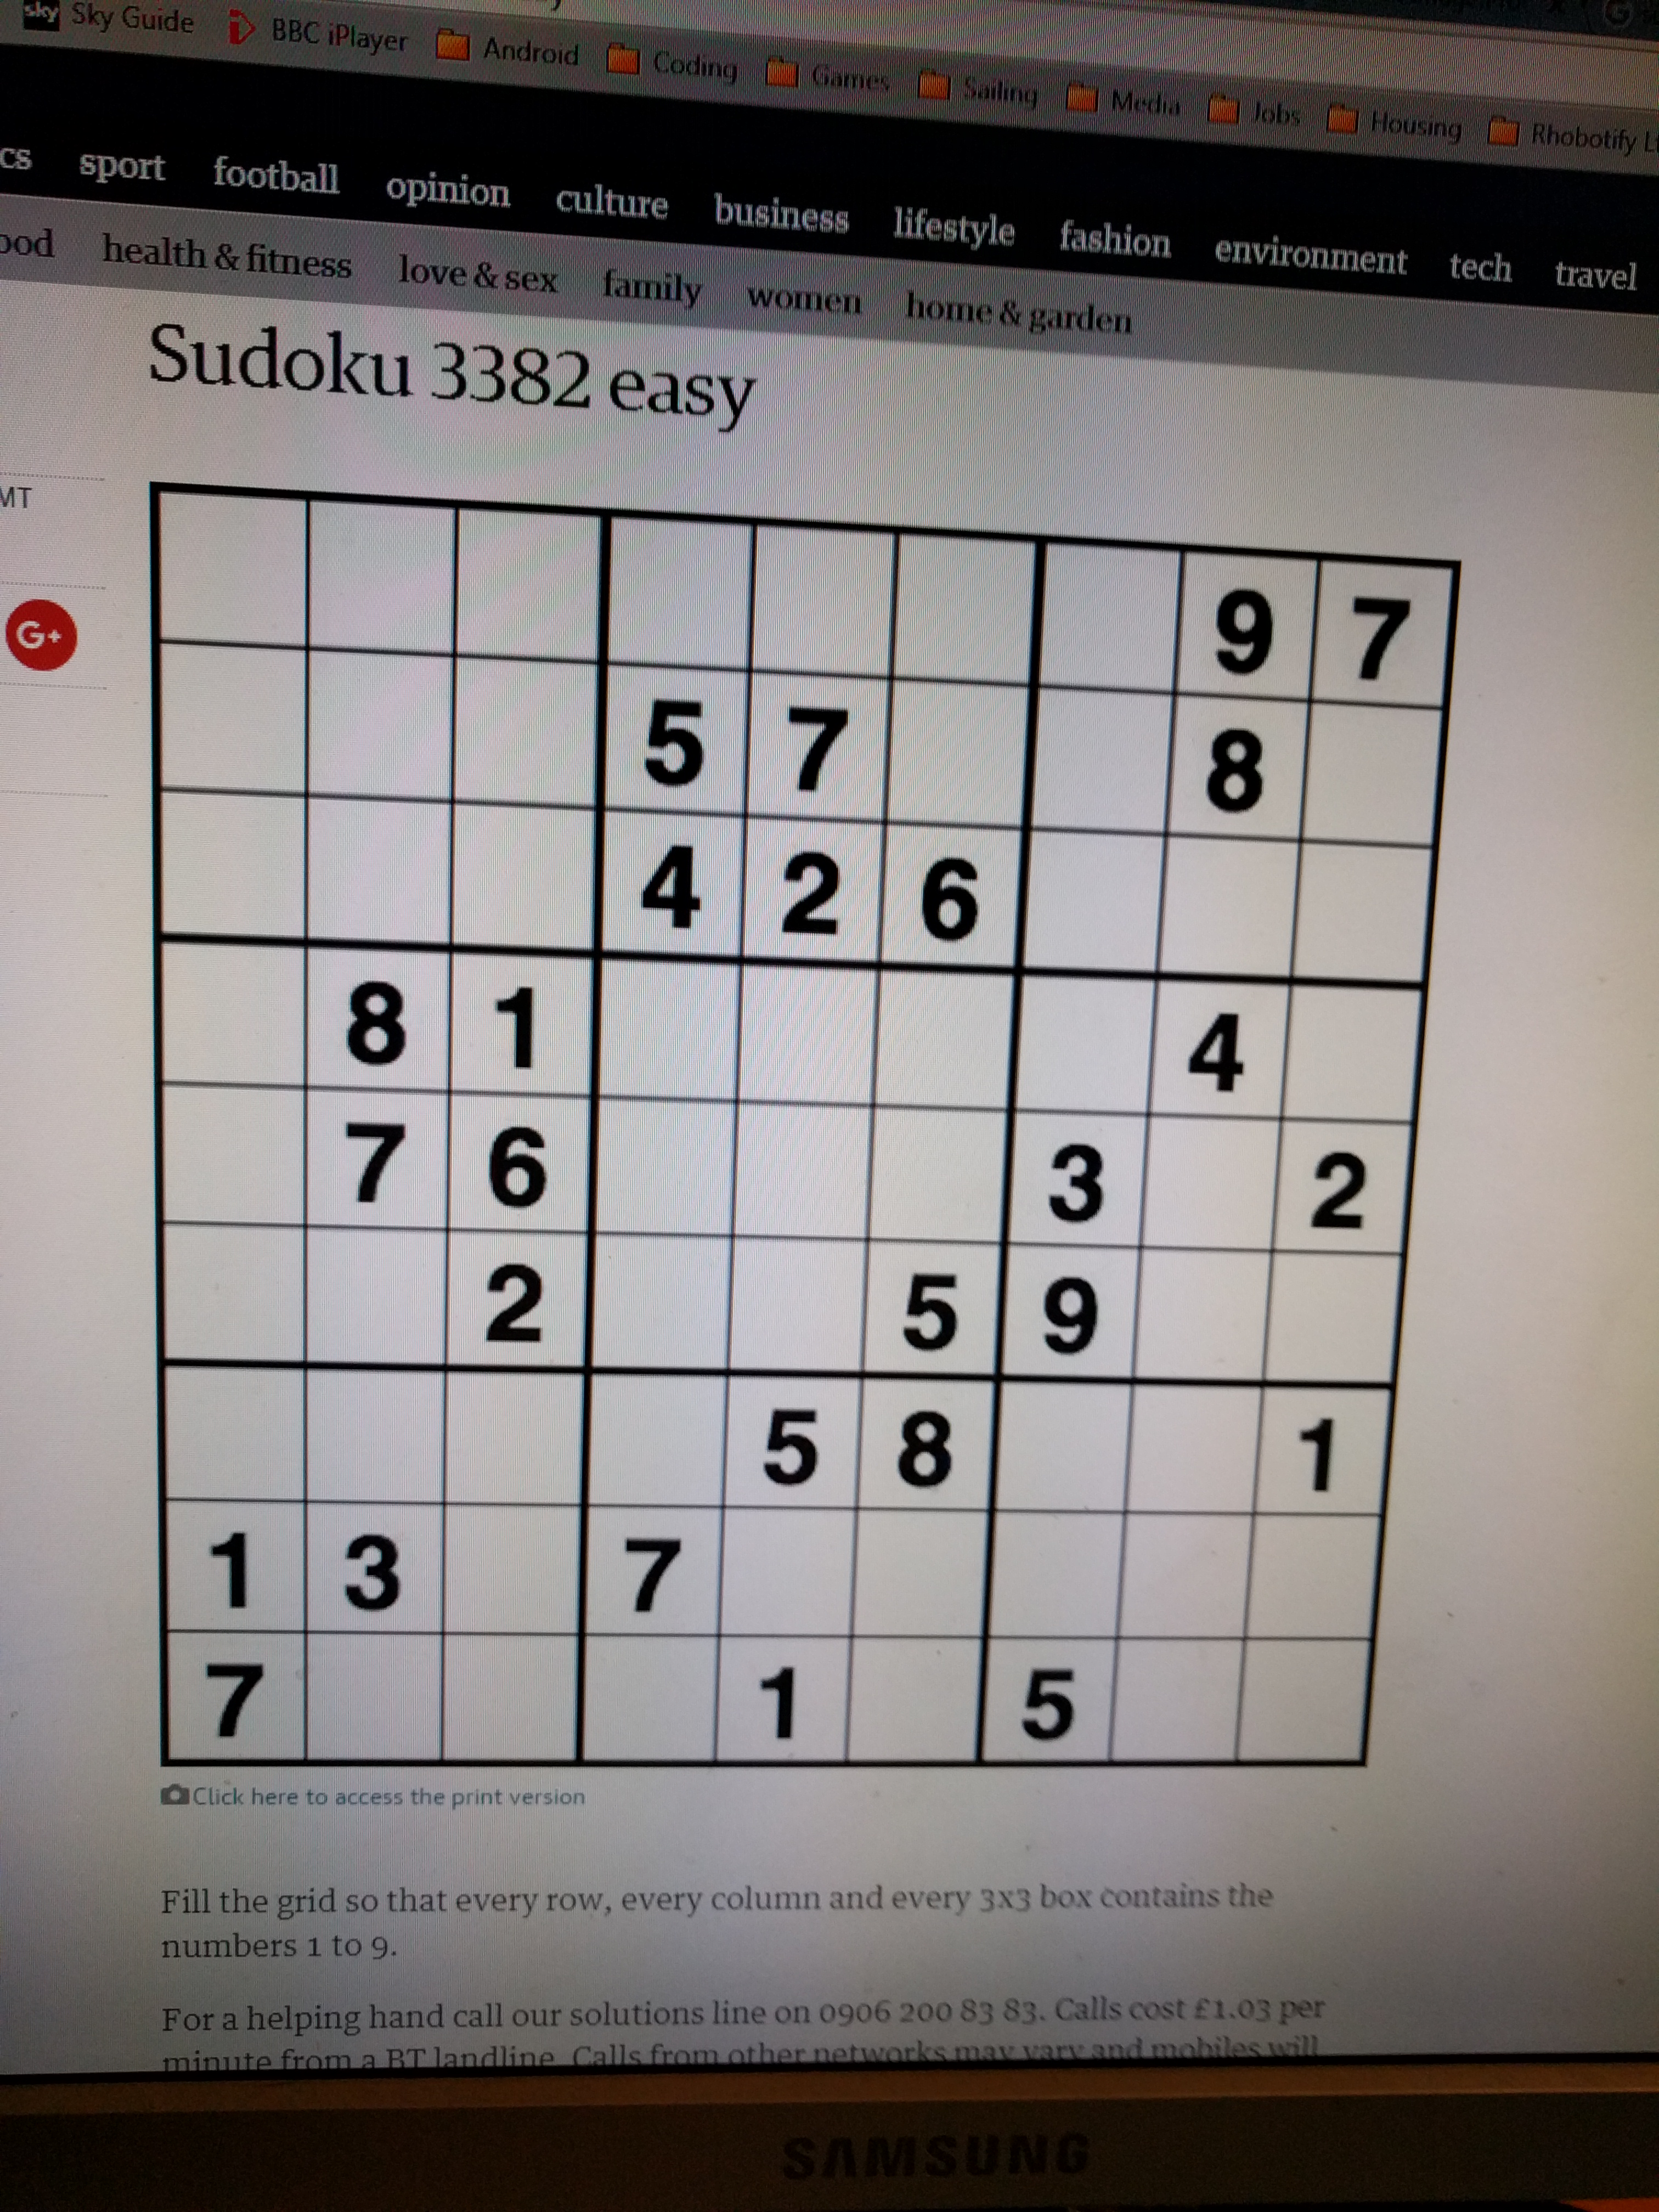 sky Sky Guide BBC iPlayer Android Coding Games Sailing Media Jobs Housing Rhobotify
cs sport football opinion culture business lifestyle fashion environment tech travel
ood health & fitness love & sex family women home & garden
Sudoku 3382 easy
MT
G+
9 7
5 7 8
4 2 6
8 1 4
7 6 3 2
2 5 9
5 8 1
1 3 7
7 1 5
Click here to access the print version
Fill the grid so that every row, every column and every 3x3 box contains the
numbers 1 to 9.
For a helping hand call our solutions line on 0906 200 83 83. Calls cost £1.03 per
minute from a BT landline. Calls from other networks may vary and mobiles will
SAMSUNG